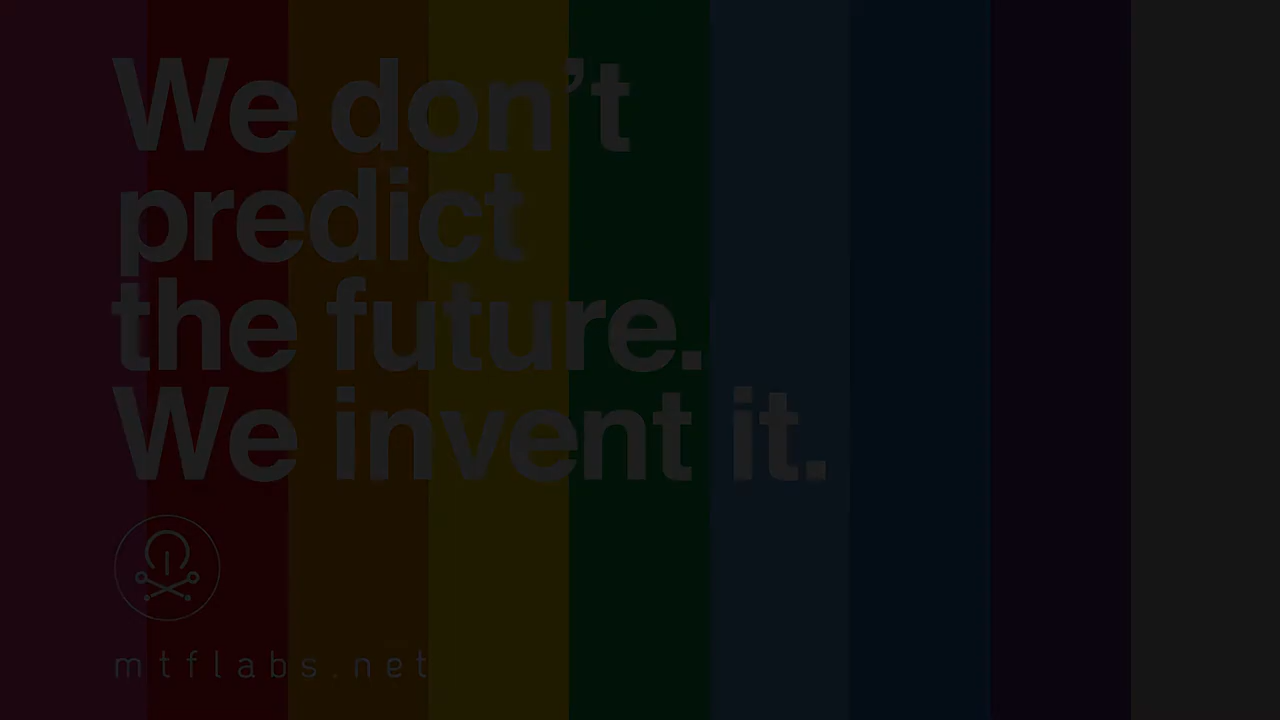 We don’t
predict
the future.
We invent it.
mtflabs.net